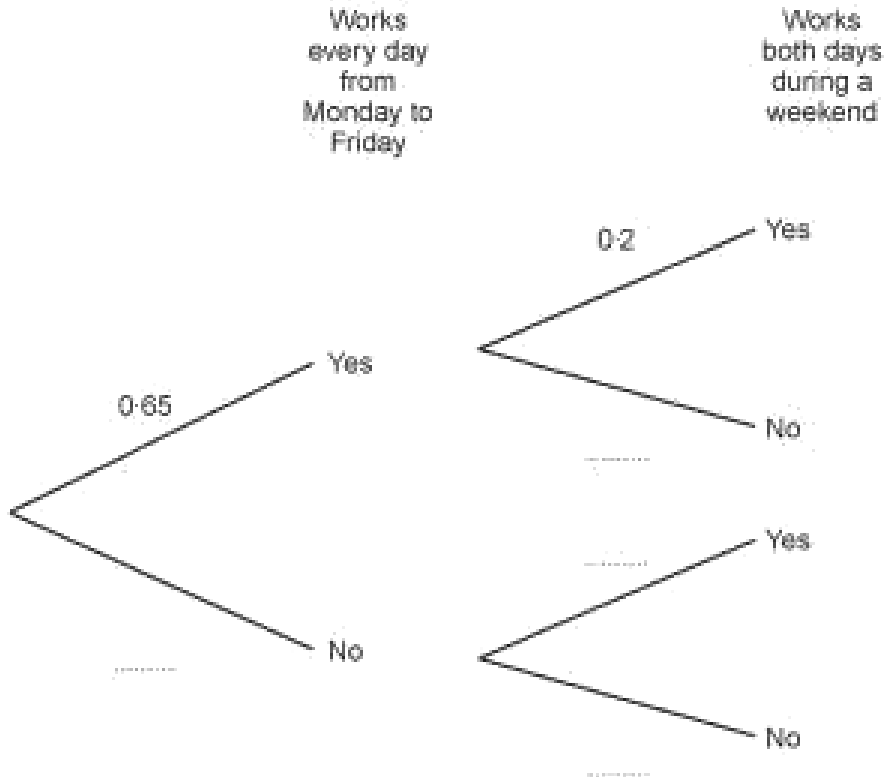 Works
every day
from
Monday to
Friday
Works
both days
during a
weekend
0·2
Yes
Yes
0·65
No
Yes
No
No